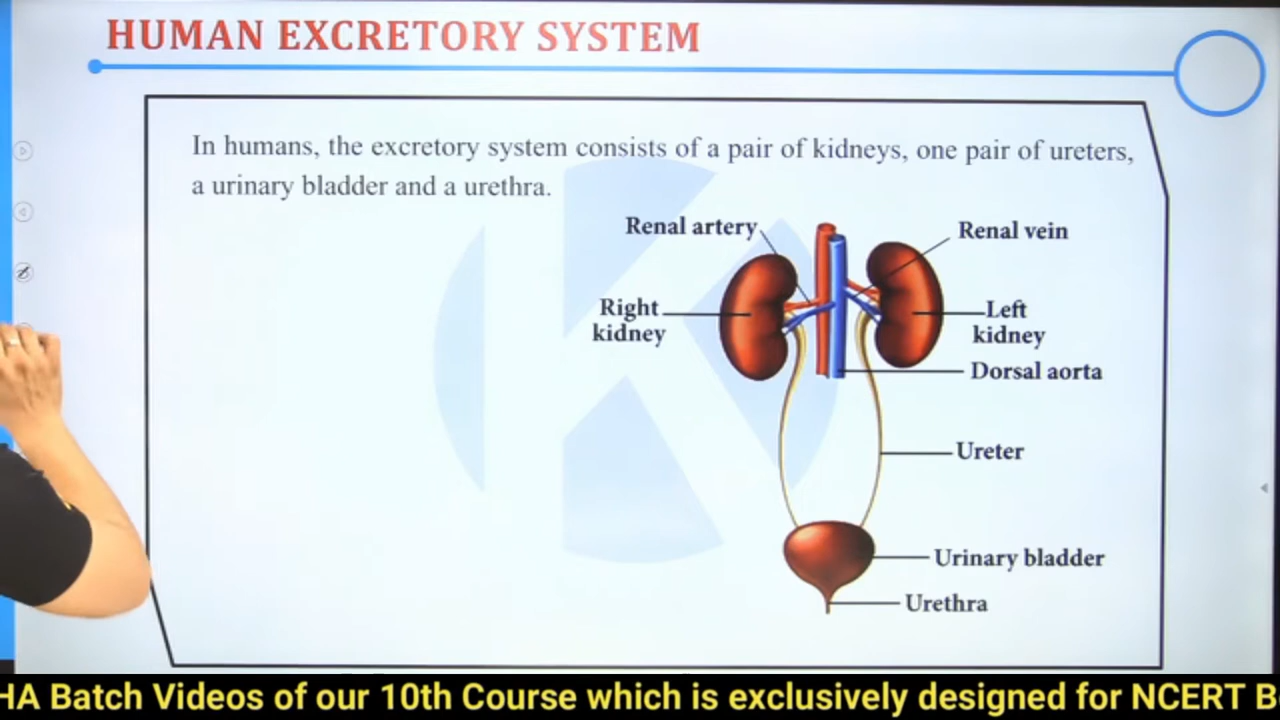 HUMAN EXCRETORY SYSTEM
In humans, the excretory system consists of a pair of kidneys, one pair of ureters,
a urinary bladder and a urethra.
Renal artery
Renal vein
Right
kidney
Left
kidney
Dorsal aorta
Ureter
Urinary bladder
Urethra
HA Batch Videos of our 10th Course which is exclusively designed for NCERT B